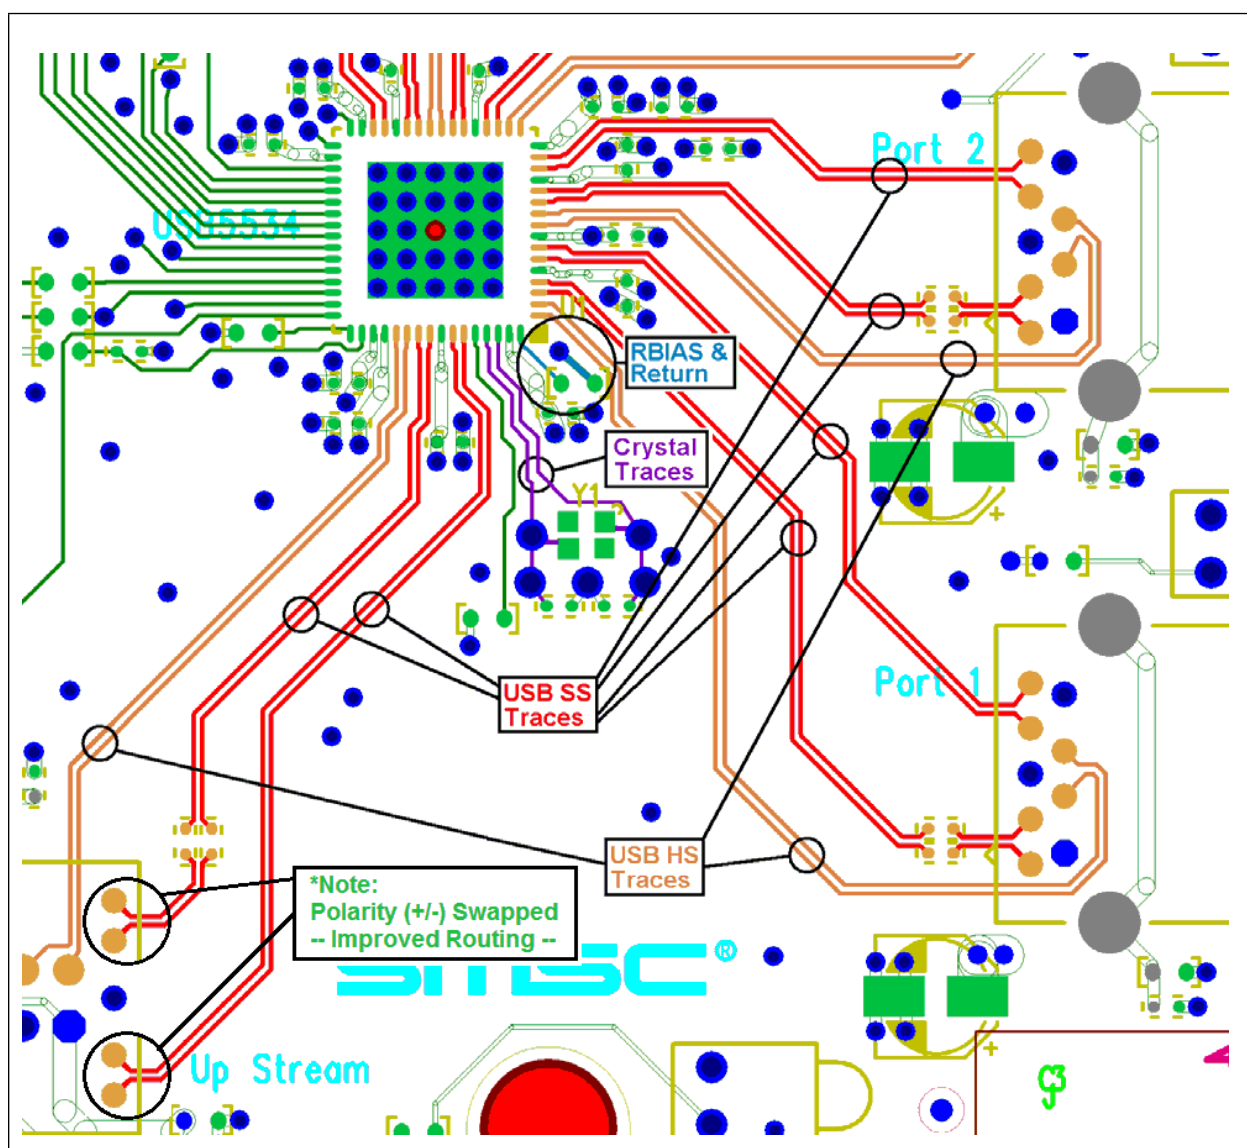 Port 2
USB5534
U1
RBIAS &
Return
Crystal
Traces
Y1
+
Port 1
USB SS
Traces
USB HS
Traces
*Note:
Polarity (+/-) Swapped
-- Improved Routing --
smsc®
Up Stream
+